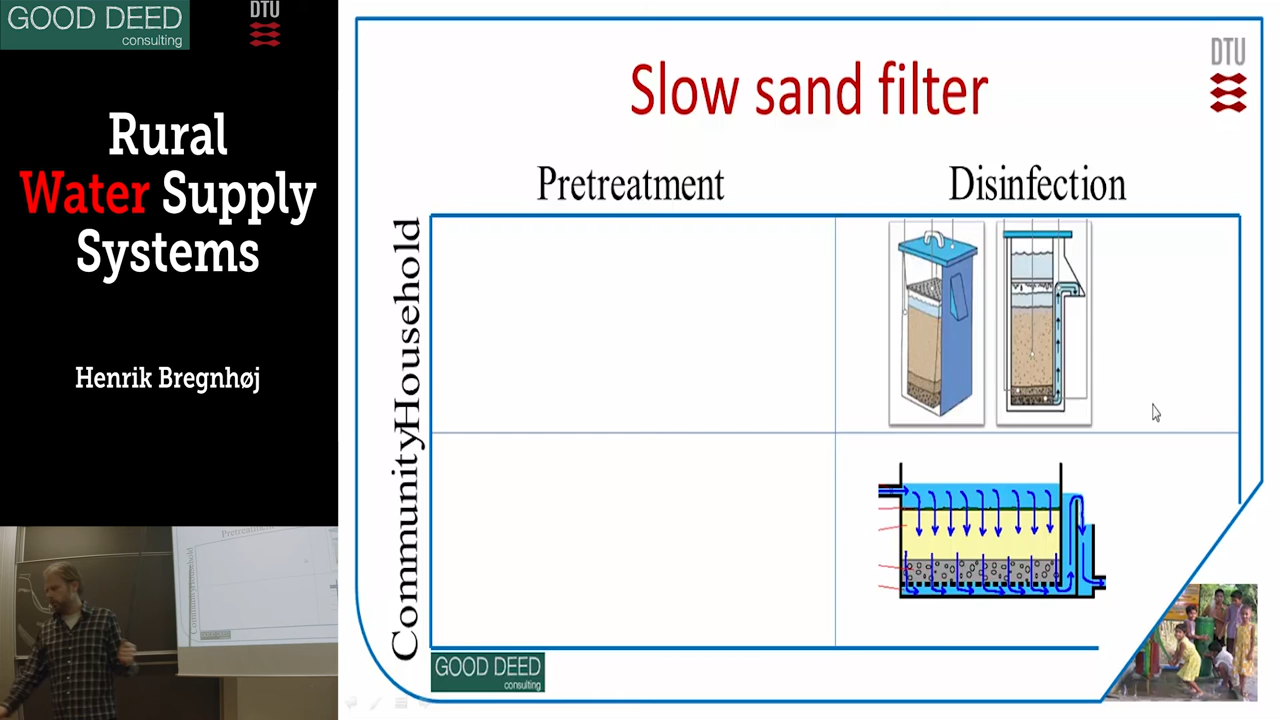 GOOD DEED
consulting
DTU
Rural
Water Supply
Systems
Henrik Bregnhøj
Pretreatment
DTU
Slow sand filter
Pretreatment
Disinfection
Household
Community
GOOD DEED
consulting